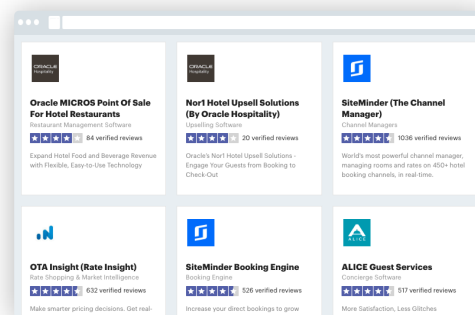 ORACLE
Hospitality
Oracle MICROS Point Of Sale
For Hotel Restaurants
Restaurant Management Software
84 verified reviews
Expand Hotel Food and Beverage Revenue
with Flexible, Easy-to-Use Technology
ORACLE
Hospitality
Nor1 Hotel Upsell Solutions
(By Oracle Hospitality)
Upselling Software
20 verified reviews
Oracle's Nor1 Hotel Upsell Solutions -
Engage Your Guests from Booking to
Check-Out
SiteMinder (The Channel
Manager)
Channel Managers
1036 verified reviews
World's most powerful channel manager,
managing rooms and rates on 450+ hotel
booking channels, in real-time.
OTA Insight (Rate Insight)
Rate Shopping & Market Intelligence
632 verified reviews
Make smarter pricing decisions. Get real-
SiteMinder Booking Engine
Booking Engine
526 verified reviews
Increase your direct bookings to grow
ALICE
ALICE Guest Services
Concierge Software
517 verified reviews
More Satisfaction, Less Glitches